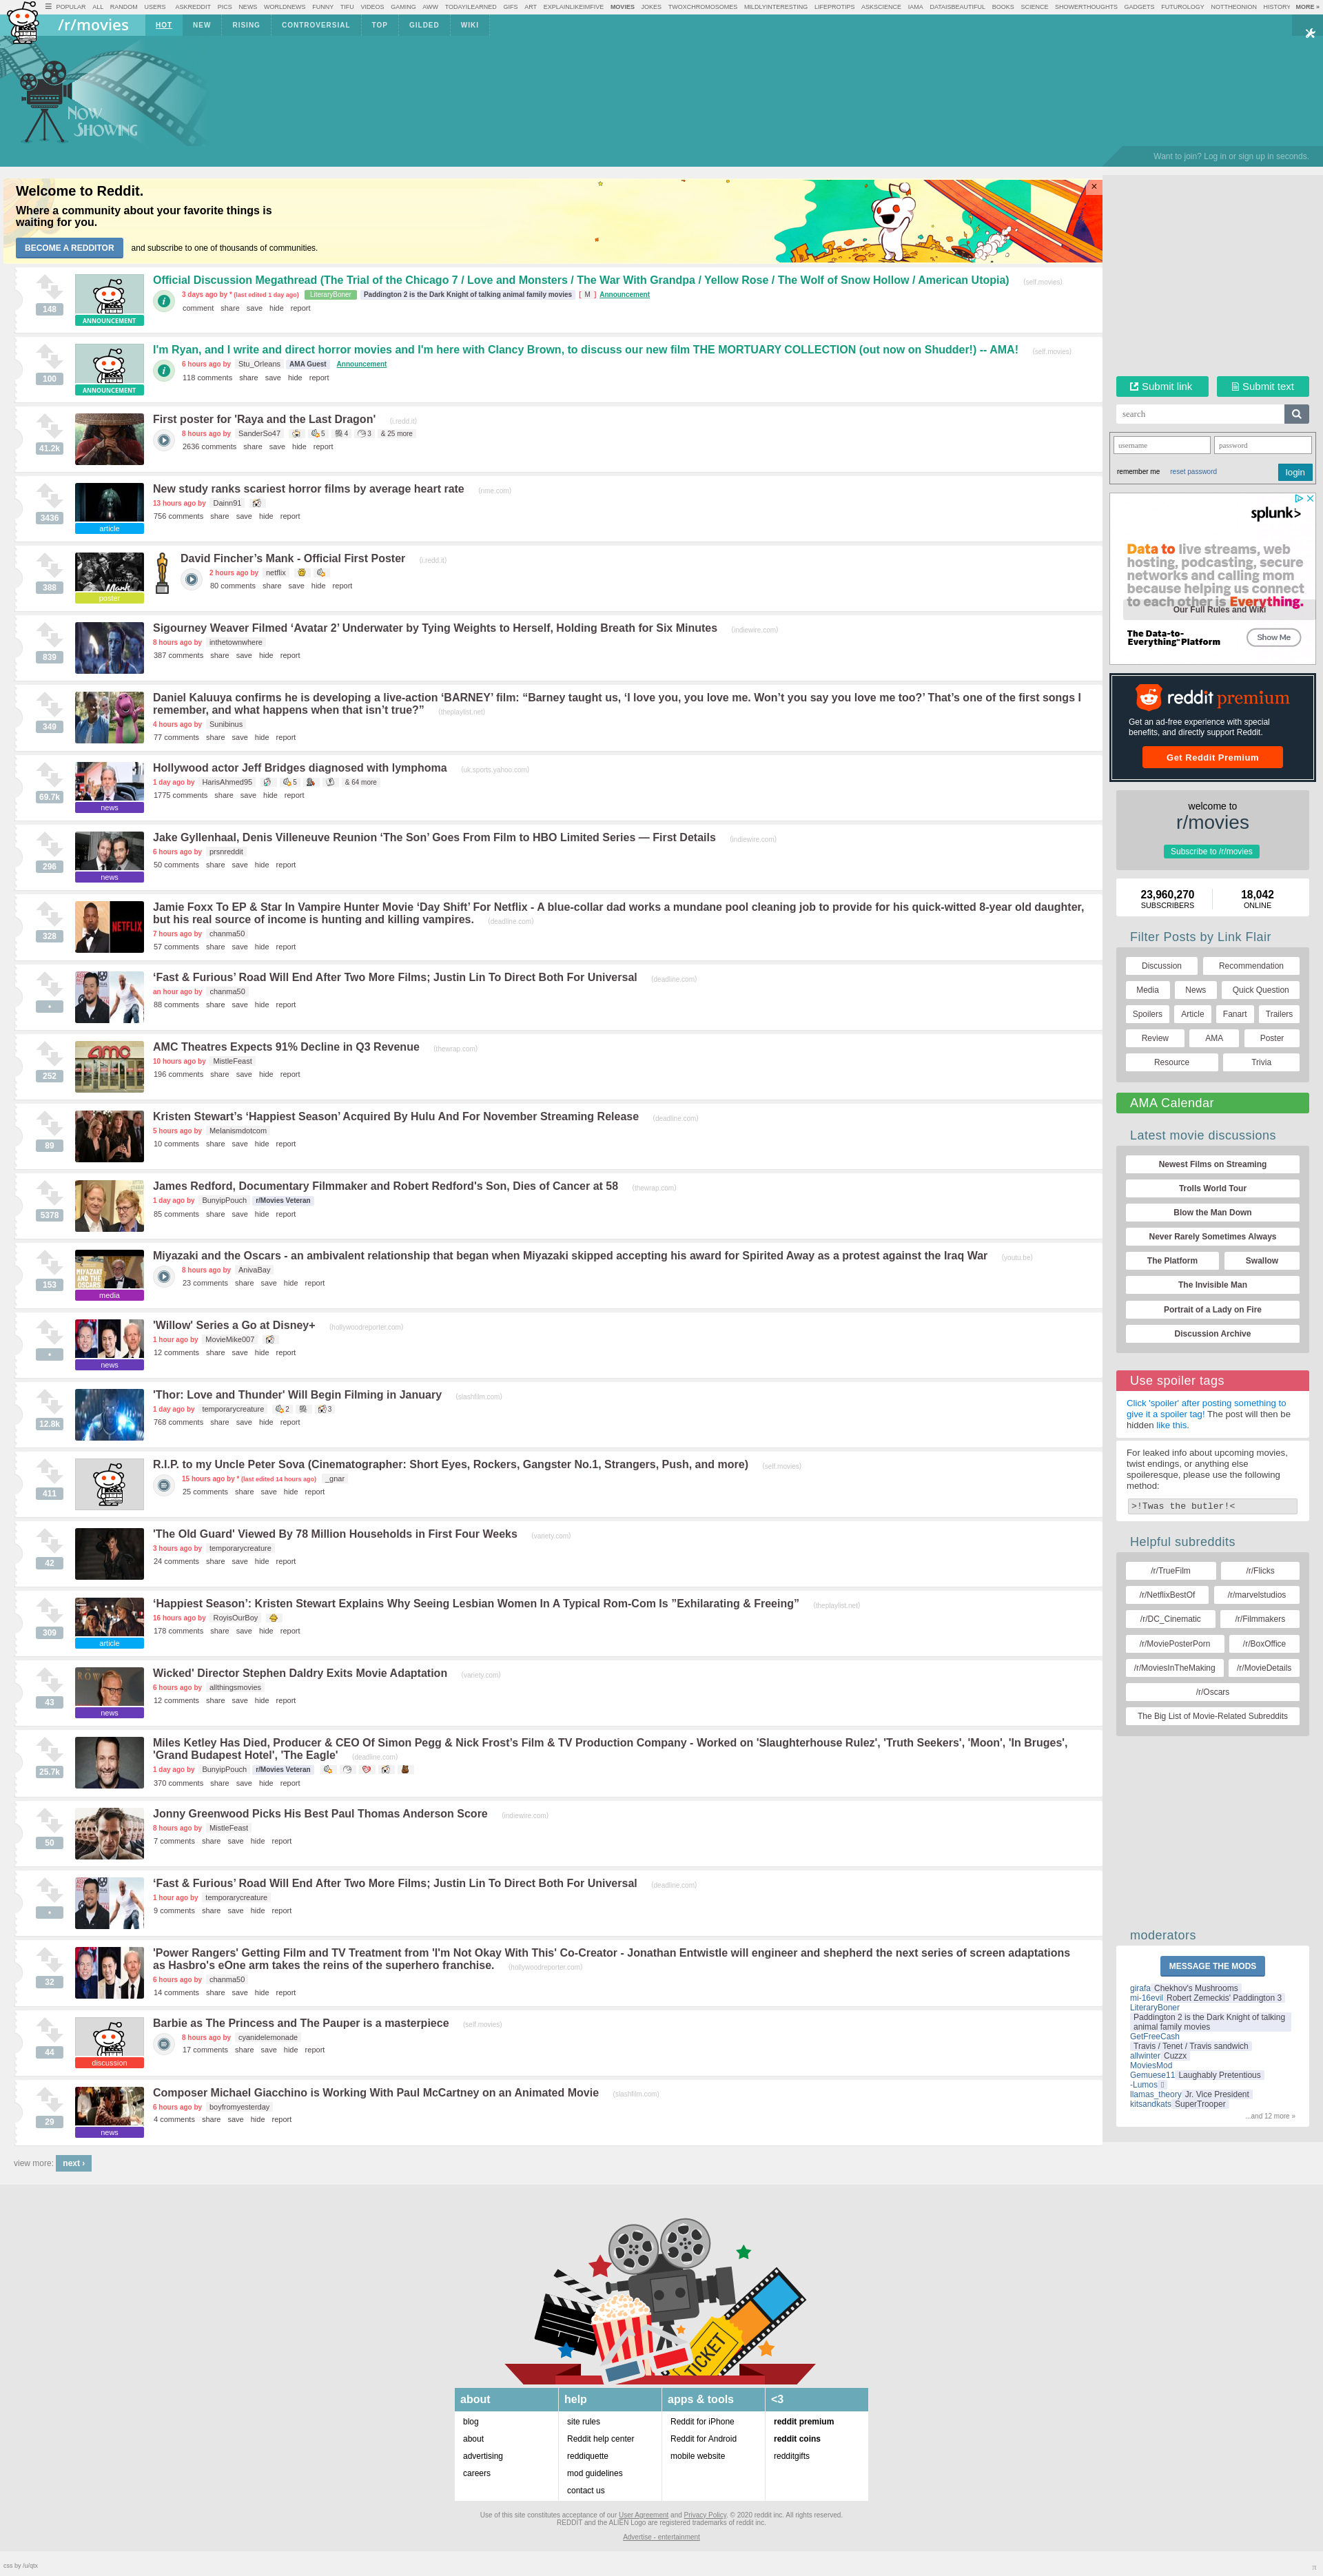 POPULAR ALL RANDOM USERS ASKREDDIT PICS NEWS WORLDNEWS FUNNY TIFU VIDEOS GAMING AWW TODAYILEARNED GIFS ART EXPLAINLIKEIMFIVE MOVIES JOKES TWOXCHROMOSOMES MILDLYINTERESTING LIFEPROTIPS ASKSCIENCE IAMA DATAISBEAUTIFUL BOOKS SCIENCE SHOWERTHOUGHTS GADGETS FUTUROLOGY NOTTHEONION HISTORY MORE »
/r/movies HOT NEW RISING CONTROVERSIAL TOP GILDED WIKI
NOW SHOWING
Want to join? Log in or sign up in seconds.
Welcome to Reddit.
Where a community about your favorite things is
waiting for you.
BECOME A REDDITOR and subscribe to one of thousands of communities.
Official Discussion Megathread (The Trial of the Chicago 7 / Love and Monsters / The War With Grandpa / Yellow Rose / The Wolf of Snow Hollow / American Utopia) (self.movies)
148
ANNOUNCEMENT
3 days ago by * (last edited 1 day ago) LiteraryBoner Paddington 2 is the Dark Knight of talking animal family movies [ M ] Announcement
comment share save hide report
I'm Ryan, and I write and direct horror movies and I'm here with Clancy Brown, to discuss our new film THE MORTUARY COLLECTION (out now on Shudder!) -- AMA! (self.movies)
100
ANNOUNCEMENT
6 hours ago by Stu_Orleans AMA Guest Announcement
118 comments share save hide report
First poster for 'Raya and the Last Dragon' (i.redd.it)
41.2k
8 hours ago by SanderSo47 5 4 3 & 25 more
2636 comments share save hide report
New study ranks scariest horror films by average heart rate (nme.com)
3436
article
13 hours ago by Dainn91
756 comments share save hide report
David Fincher’s Mank - Official First Poster (i.redd.it)
388
poster
2 hours ago by netflix
80 comments share save hide report
Sigourney Weaver Filmed ‘Avatar 2’ Underwater by Tying Weights to Herself, Holding Breath for Six Minutes (indiewire.com)
839
8 hours ago by inthetownwhere
387 comments share save hide report
Daniel Kaluuya confirms he is developing a live-action ‘BARNEY’ film: “Barney taught us, ‘I love you, you love me. Won’t you say you love me too?’ That’s one of the first songs I
remember, and what happens when that isn’t true?” (theplaylist.net)
349
4 hours ago by Sunibinus
77 comments share save hide report
Hollywood actor Jeff Bridges diagnosed with lymphoma (uk.sports.yahoo.com)
69.7k
news
1 day ago by HarisAhmed95 5 & 64 more
1775 comments share save hide report
Jake Gyllenhaal, Denis Villeneuve Reunion ‘The Son’ Goes From Film to HBO Limited Series — First Details (indiewire.com)
296
news
6 hours ago by prsnreddit
50 comments share save hide report
Jamie Foxx To EP & Star In Vampire Hunter Movie ‘Day Shift’ For Netflix - A blue-collar dad works a mundane pool cleaning job to provide for his quick-witted 8-year old daughter,
but his real source of income is hunting and killing vampires. (deadline.com)
328
NETFLIX
7 hours ago by chanma50
57 comments share save hide report
‘Fast & Furious’ Road Will End After Two More Films; Justin Lin To Direct Both For Universal (deadline.com)
•
an hour ago by chanma50
88 comments share save hide report
AMC Theatres Expects 91% Decline in Q3 Revenue (thewrap.com)
252
amc
10 hours ago by MistleFeast
196 comments share save hide report
Kristen Stewart’s ‘Happiest Season’ Acquired By Hulu And For November Streaming Release (deadline.com)
89
5 hours ago by Melanismdotcom
10 comments share save hide report
James Redford, Documentary Filmmaker and Robert Redford's Son, Dies of Cancer at 58 (thewrap.com)
5378
1 day ago by BunyipPouch r/Movies Veteran
85 comments share save hide report
Miyazaki and the Oscars - an ambivalent relationship that began when Miyazaki skipped accepting his award for Spirited Away as a protest against the Iraq War (youtu.be)
153
MIYAZAKI AND THE OSCARS
media
8 hours ago by AnivaBay
23 comments share save hide report
'Willow' Series a Go at Disney+ (hollywoodreporter.com)
•
news
1 hour ago by MovieMike007
12 comments share save hide report
'Thor: Love and Thunder' Will Begin Filming in January (slashfilm.com)
12.8k
1 day ago by temporarycreature 2 3
768 comments share save hide report
R.I.P. to my Uncle Peter Sova (Cinematographer: Short Eyes, Rockers, Gangster No.1, Strangers, Push, and more) (self.movies)
411
15 hours ago by * (last edited 14 hours ago) _gnar
25 comments share save hide report
'The Old Guard' Viewed By 78 Million Households in First Four Weeks (variety.com)
42
3 hours ago by temporarycreature
24 comments share save hide report
‘Happiest Season’: Kristen Stewart Explains Why Seeing Lesbian Women In A Typical Rom-Com Is ”Exhilarating & Freeing” (theplaylist.net)
309
article
16 hours ago by RoyisOurBoy
178 comments share save hide report
Wicked' Director Stephen Daldry Exits Movie Adaptation (variety.com)
43
news
6 hours ago by allthingsmovies
12 comments share save hide report
Miles Ketley Has Died, Producer & CEO Of Simon Pegg & Nick Frost’s Film & TV Production Company - Worked on 'Slaughterhouse Rulez', 'Truth Seekers', 'Moon', 'In Bruges',
'Grand Budapest Hotel', 'The Eagle' (deadline.com)
25.7k
1 day ago by BunyipPouch r/Movies Veteran
370 comments share save hide report
Jonny Greenwood Picks His Best Paul Thomas Anderson Score (indiewire.com)
50
8 hours ago by MistleFeast
7 comments share save hide report
‘Fast & Furious’ Road Will End After Two More Films; Justin Lin To Direct Both For Universal (deadline.com)
•
1 hour ago by temporarycreature
9 comments share save hide report
'Power Rangers' Getting Film and TV Treatment from 'I'm Not Okay With This' Co-Creator - Jonathan Entwistle will engineer and shepherd the next series of screen adaptations
as Hasbro's eOne arm takes the reins of the superhero franchise. (hollywoodreporter.com)
32
6 hours ago by chanma50
14 comments share save hide report
Barbie as The Princess and The Pauper is a masterpiece (self.movies)
44
discussion
8 hours ago by cyanidelemonade
17 comments share save hide report
Composer Michael Giacchino is Working With Paul McCartney on an Animated Movie (slashfilm.com)
29
news
6 hours ago by boyfromyesterday
4 comments share save hide report
view more: next ›
Submit link Submit text
search
username password
remember me reset password login
splunk>
Data to live streams, web
hosting, podcasting, secure
networks and calling mom
because helping us connect
to each other is Everything.
Our Full Rules and Wiki
The Data-to-
Everything™ Platform Show Me
reddit premium
Get an ad-free experience with special
benefits, and directly support Reddit.
Get Reddit Premium
welcome to
r/movies
Subscribe to /r/movies
23,960,270 18,042
SUBSCRIBERS ONLINE
Filter Posts by Link Flair
Discussion Recommendation
Media News Quick Question
Spoilers Article Fanart Trailers
Review AMA Poster
Resource Trivia
AMA Calendar
Latest movie discussions
Newest Films on Streaming
Trolls World Tour
Blow the Man Down
Never Rarely Sometimes Always
The Platform Swallow
The Invisible Man
Portrait of a Lady on Fire
Discussion Archive
Use spoiler tags
Click 'spoiler' after posting something to
give it a spoiler tag! The post will then be
hidden like this.
For leaked info about upcoming movies,
twist endings, or anything else
spoileresque, please use the following
method:
>!Twas the butler!<
Helpful subreddits
/r/TrueFilm /r/Flicks
/r/NetflixBestOf /r/marvelstudios
/r/DC_Cinematic /r/Filmmakers
/r/MoviePosterPorn /r/BoxOffice
/r/MoviesInTheMaking /r/MovieDetails
/r/Oscars
The Big List of Movie-Related Subreddits
moderators
MESSAGE THE MODS
girafa Chekhov's Mushrooms
mi-16evil Robert Zemeckis' Paddington 3
LiteraryBoner
Paddington 2 is the Dark Knight of talking
animal family movies
GetFreeCash
Travis / Tenet / Travis sandwich
allwinter Cuzzx
MoviesMod
Gemuese11 Laughably Pretentious
-Lumos
llamas_theory Jr. Vice President
kitsandkats SuperTrooper
...and 12 more »
TICKET
about help apps & tools <3
blog site rules Reddit for iPhone reddit premium
about Reddit help center Reddit for Android reddit coins
advertising reddiquette mobile website redditgifts
careers mod guidelines
contact us
Use of this site constitutes acceptance of our User Agreement and Privacy Policy. © 2020 reddit inc. All rights reserved.
REDDIT and the ALIEN Logo are registered trademarks of reddit inc.
Advertise - entertainment
css by /u/qtx
π